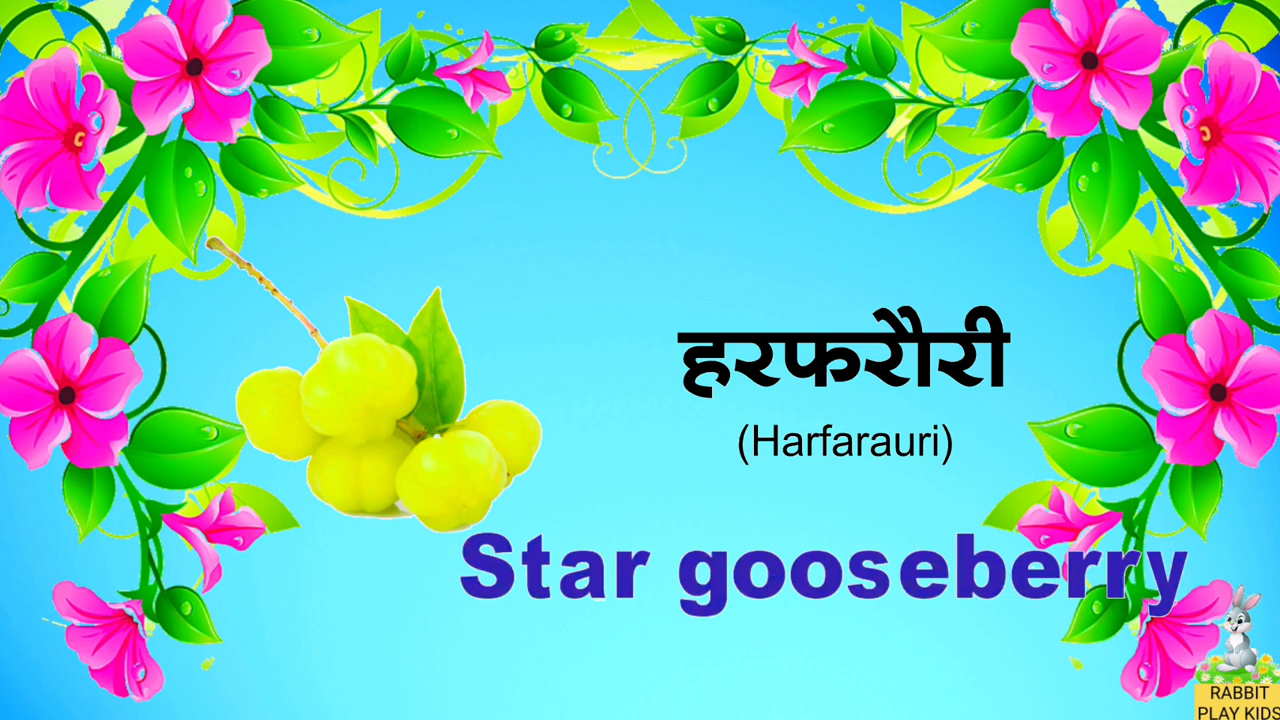 हरफरौरी
(Harfarauri)
Star gooseberry
RABBIT
PLAY KIDS